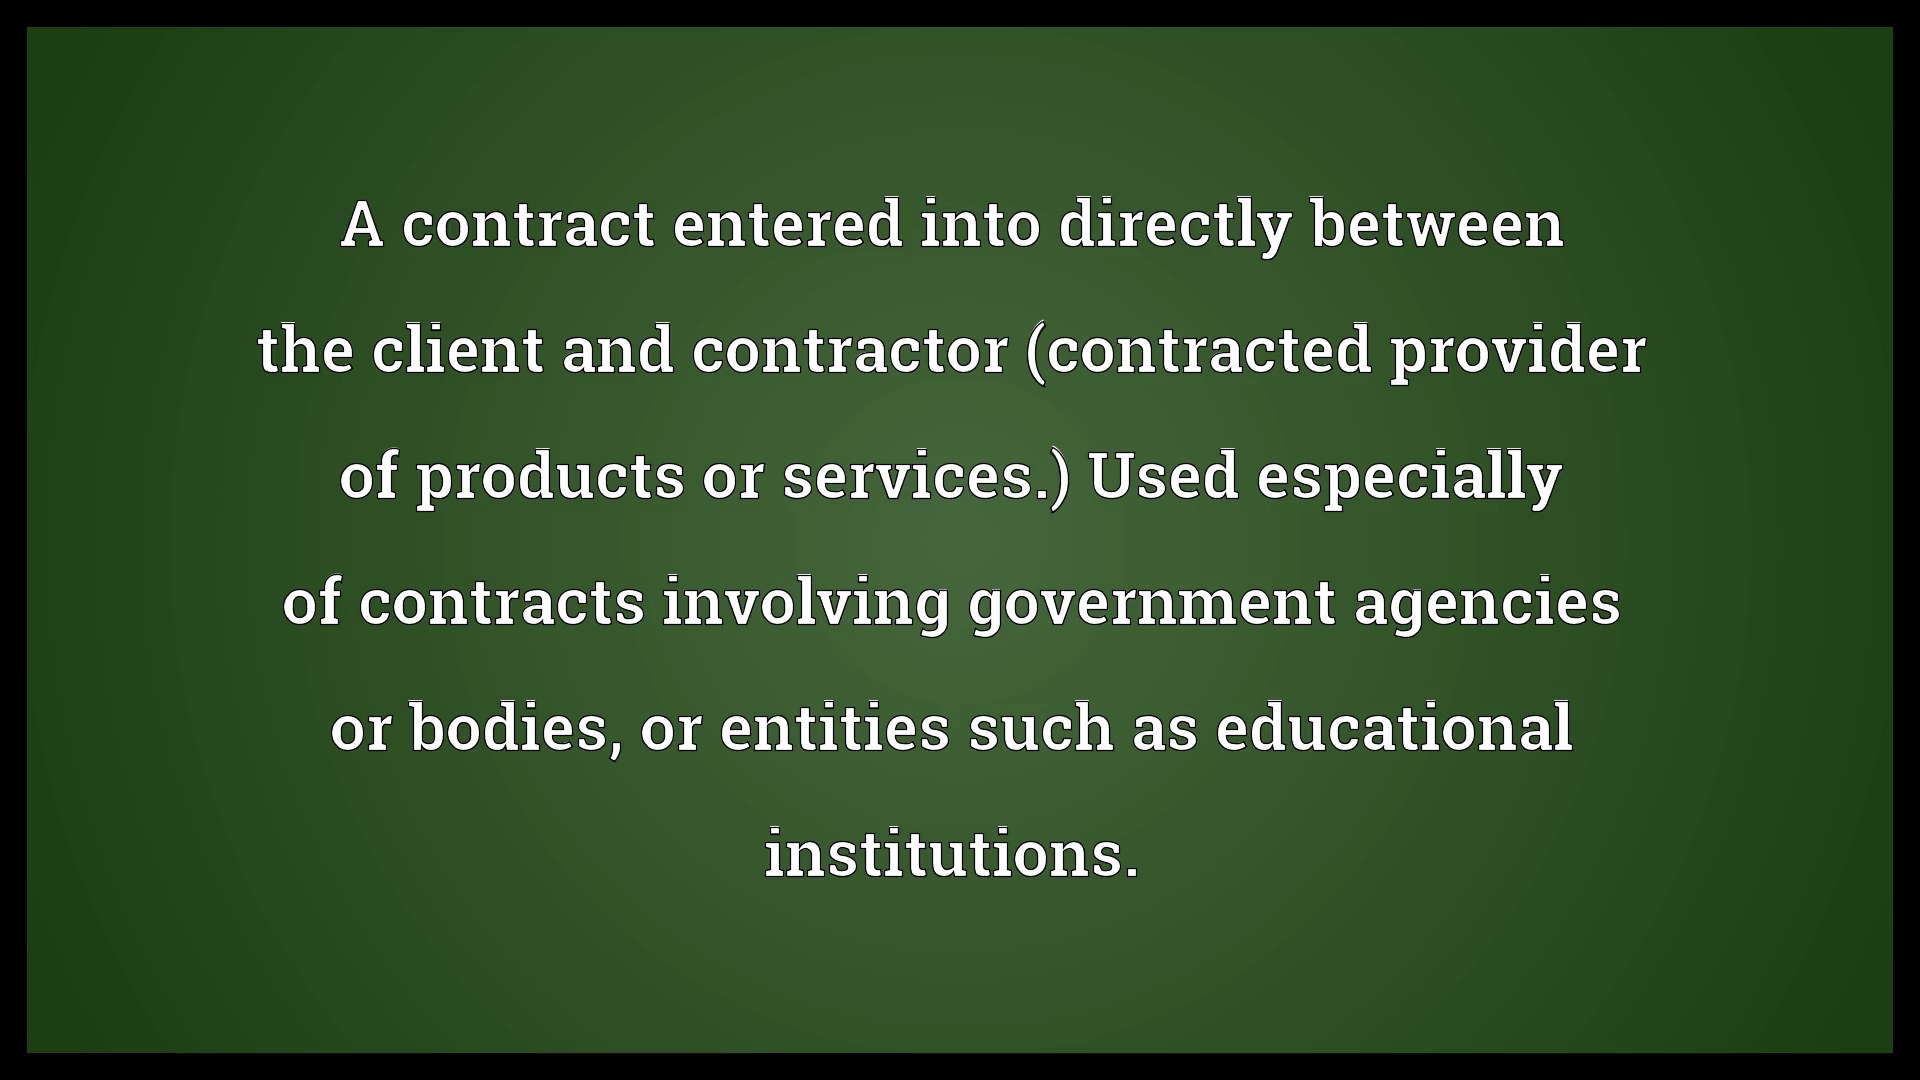 A contract entered into directly between
the client and contractor (contracted provider
of products or services.) Used especially
of contracts involving government agencies
or bodies, or entities such as educational
institutions.